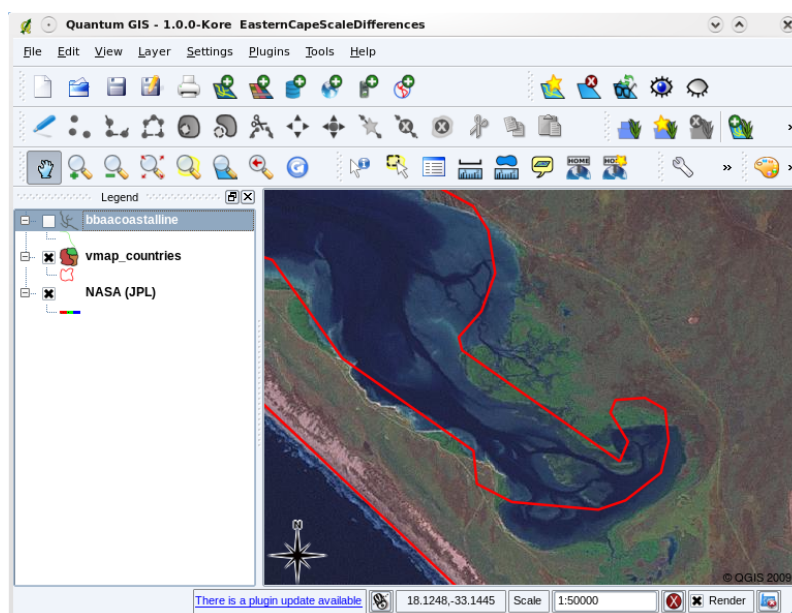 Quantum GIS - 1.0.0-Kore EasternCapeScaleDifferences
File Edit View Layer Settings Plugins Tools Help
HOME
Legend
bbaacoastalline
vmap_countries
NASA (JPL)
N
© QGIS 2009
There is a plugin update available 18.1248,-33.1445 Scale 1:50000 Render